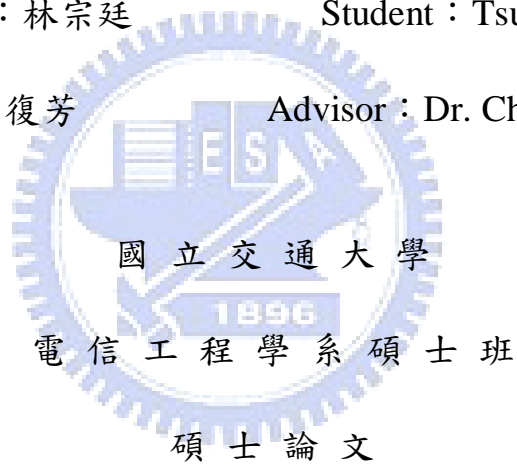 ：林宗廷 Student：Tsu
復芳 Advisor：Dr. Ch
ESA
國立交通大學
1896
電信工程學系碩士班
碩士論文